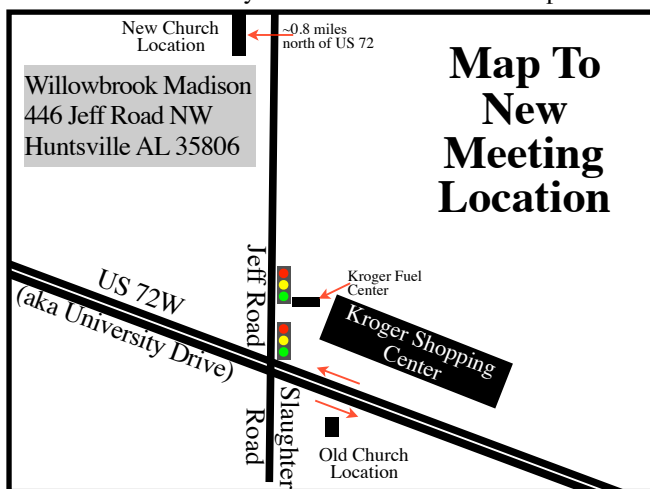 New Church
Location
~0.8 miles
north of US 72
Map To
New
Meeting
Location
Willowbrook Madison
446 Jeff Road NW
Huntsville AL 35806
US 72W
(aka University Drive)
Jeff Road
Kroger Fuel
Center
Kroger Shopping
Center
Slaughter
Road
Old Church
Location